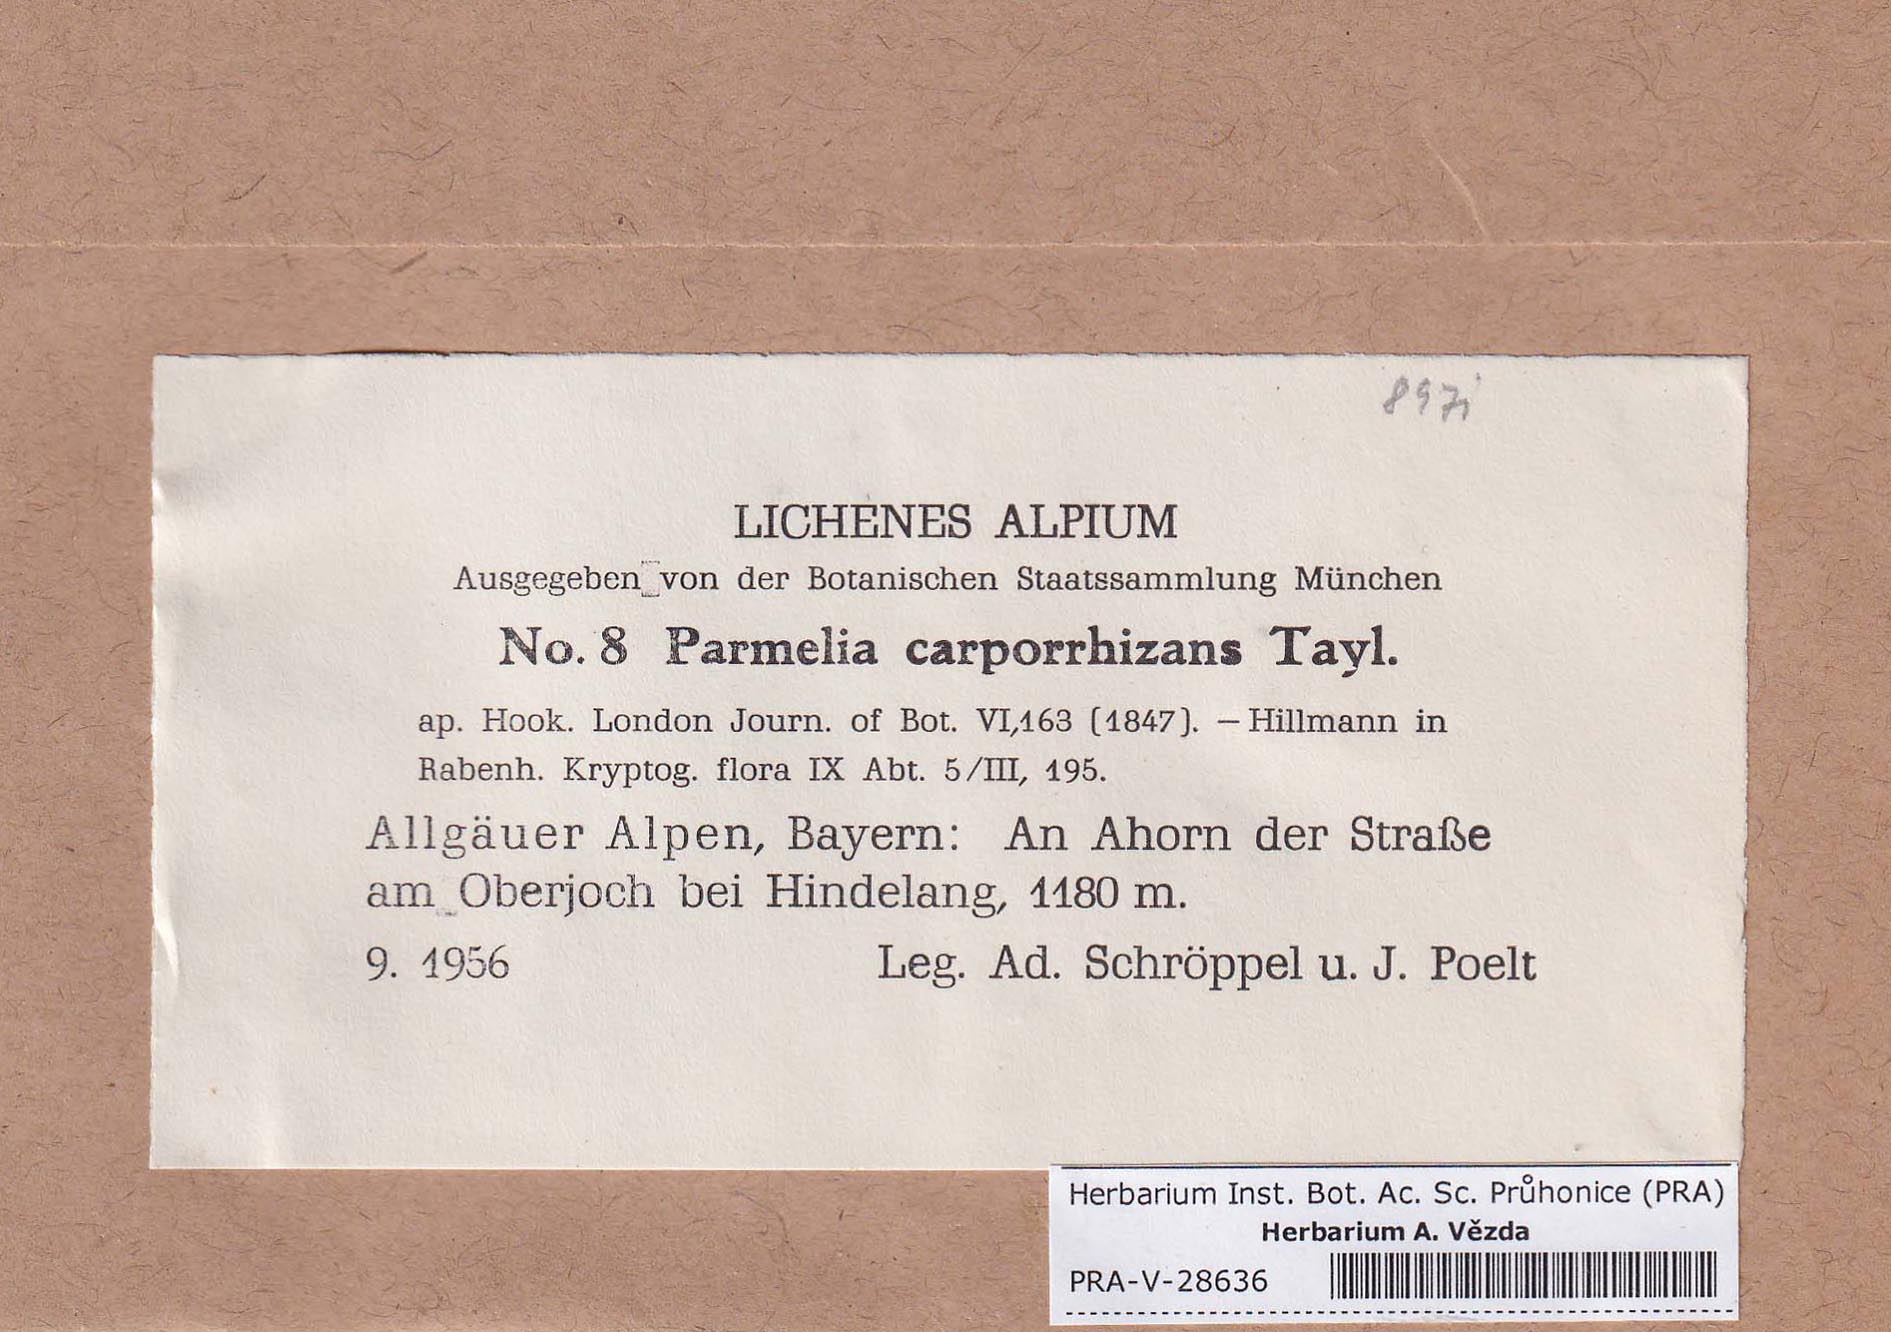 LICHENES ALPIUM
Ausgegeben von der Botanischen Staatssammlung München
No. 8 Parmelia carporrhizans Tayl.
ap. Hook. London Journ. of Bot. VI,163 (1847). — Hillmann in
Rabenh. Kryptog. flora IX Abt. 5/III, 195.
Allgäuer Alpen, Bayern: An Ahorn der Straße
am Oberjoch bei Hindelang, 1180 m.
9. 1956 Leg. Ad. Schröppel u. J. Poelt
Herbarium Inst. Bot. Ac. Sc. Průhonice (PRA)
Herbarium A. Vězda
PRA-V-28636